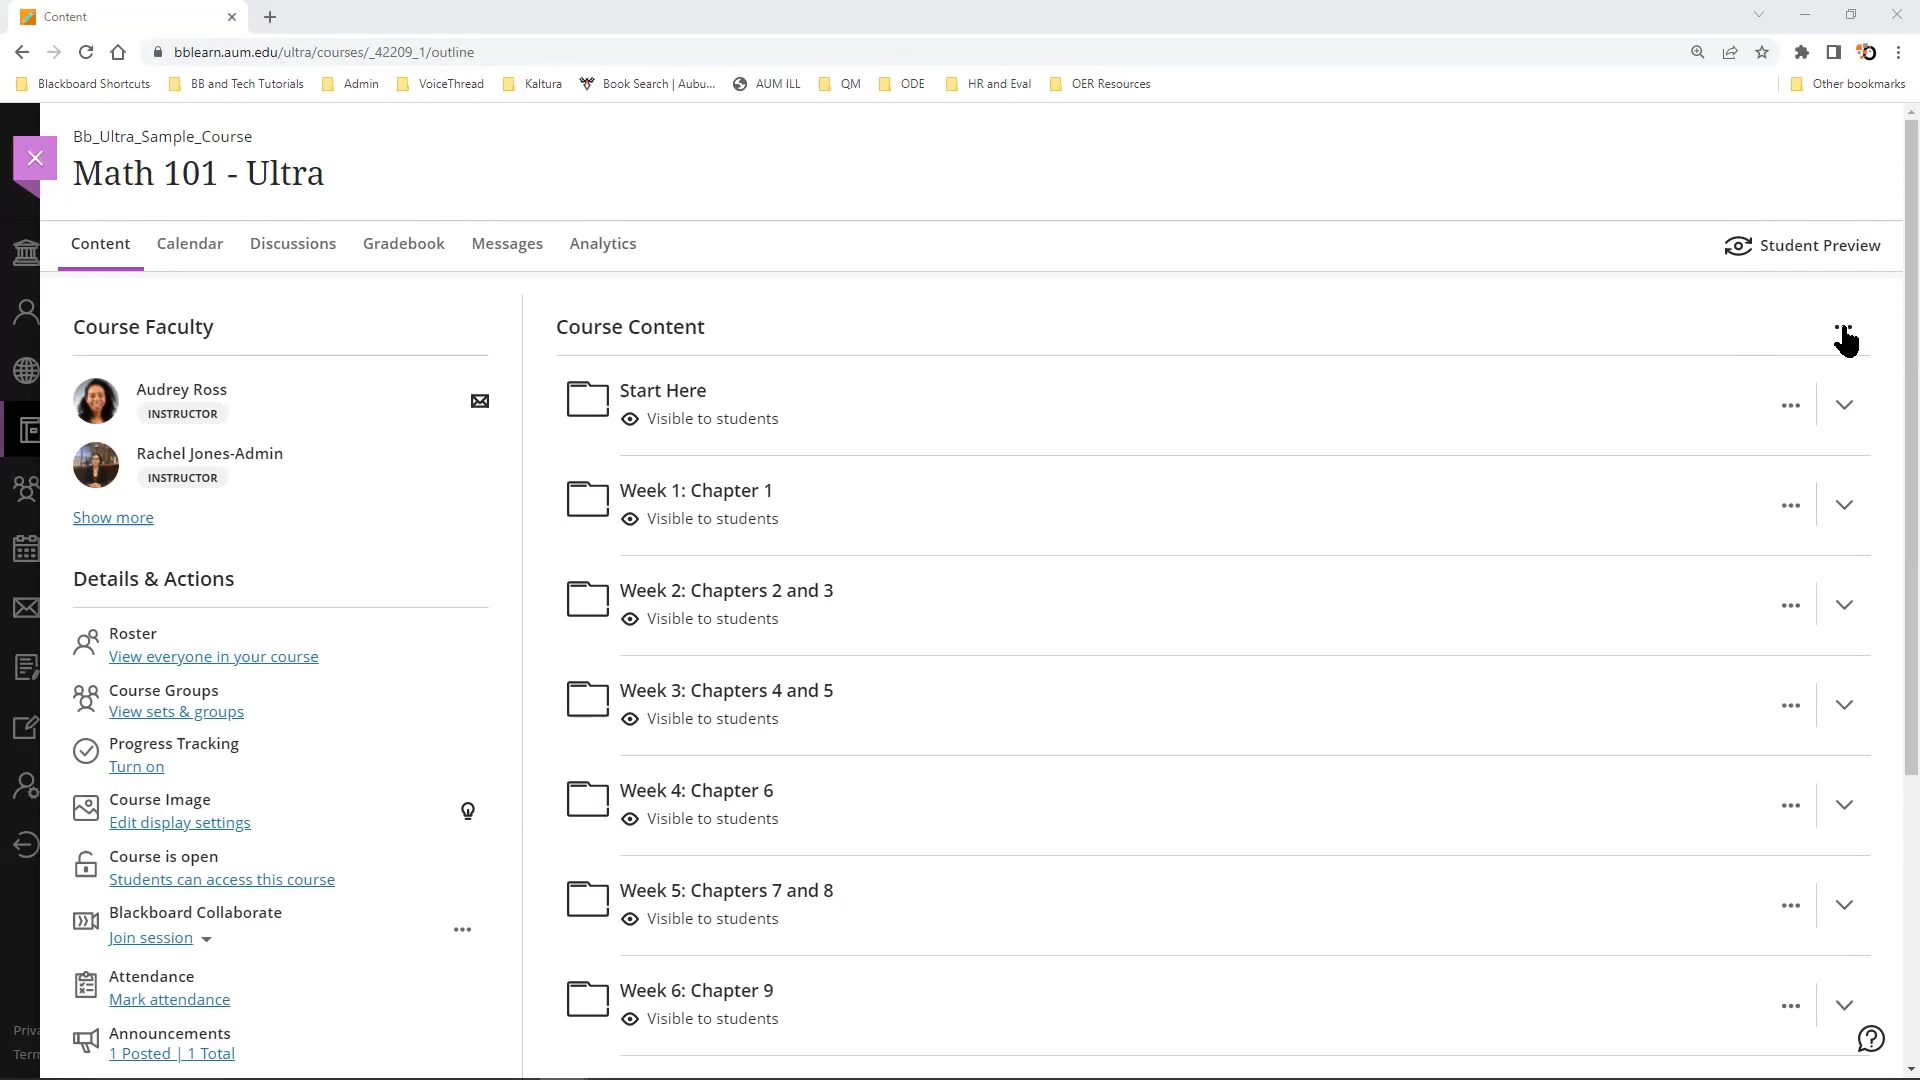 Content
bblearn.aum.edu/ultra/courses/_42209_1/outline
Blackboard Shortcuts
BB and Tech Tutorials
Admin
VoiceThread
Kaltura
Book Search | Aubu...
AUM ILL
QM
ODE
HR and Eval
OER Resources
Other bookmarks
Bb_Ultra_Sample_Course
Math 101 - Ultra
Content
Calendar
Discussions
Gradebook
Messages
Analytics
Student Preview
Course Faculty
Audrey Ross
INSTRUCTOR
Rachel Jones-Admin
INSTRUCTOR
Show more
Details & Actions
Roster
View everyone in your course
Course Groups
View sets & groups
Progress Tracking
Turn on
Course Image
Edit display settings
Course is open
Students can access this course
Blackboard Collaborate
Join session
Attendance
Mark attendance
Announcements
1 Posted | 1 Total
Priva
Term
Course Content
Start Here
Visible to students
Week 1: Chapter 1
Visible to students
Week 2: Chapters 2 and 3
Visible to students
Week 3: Chapters 4 and 5
Visible to students
Week 4: Chapter 6
Visible to students
Week 5: Chapters 7 and 8
Visible to students
Week 6: Chapter 9
Visible to students